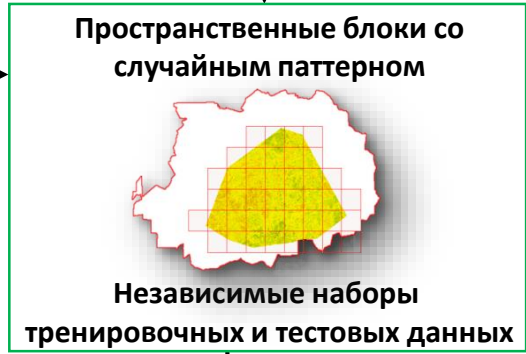 Пространственные блоки со
случайным паттерном
Независимые наборы
тренировочных и тестовых данных